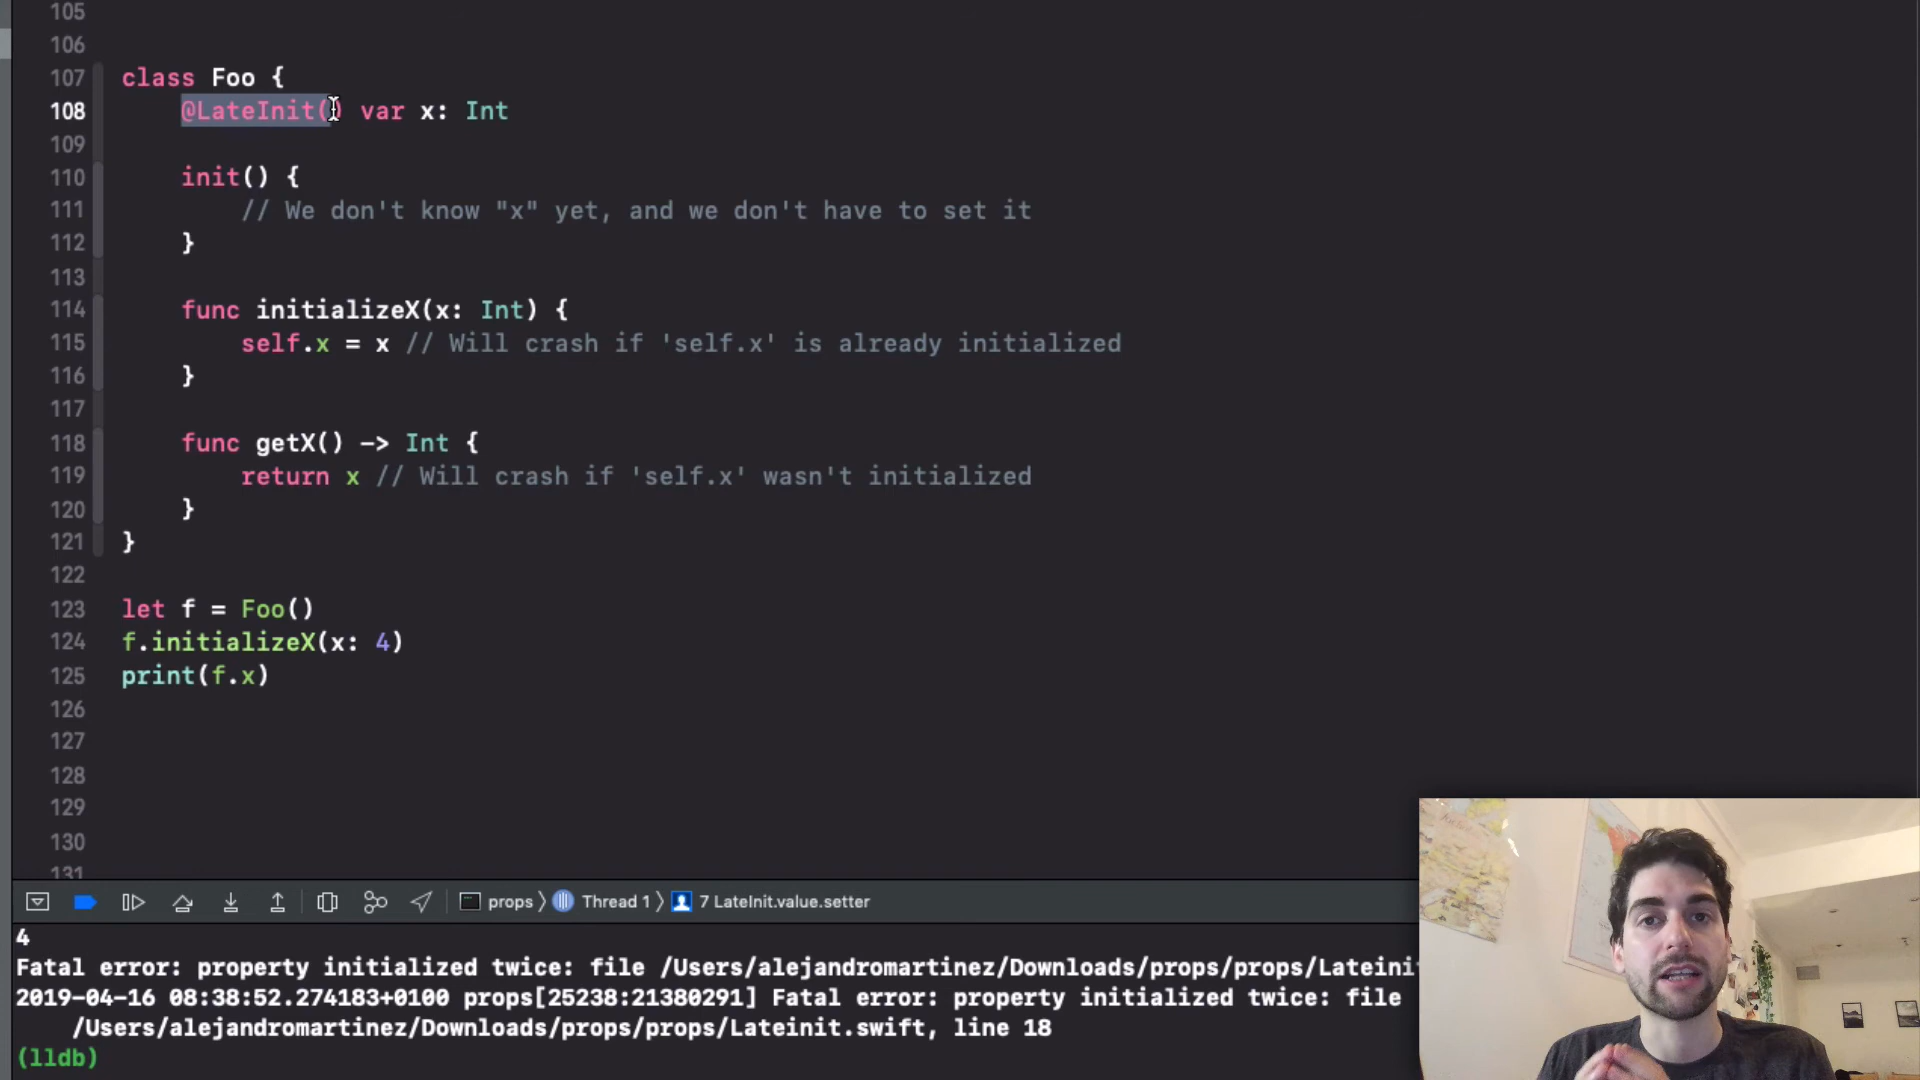 105
106
107 class Foo {
108 @LateInit() var x: Int
109
110 init() {
111 // We don't know "x" yet, and we don't have to set it
112 }
113
114 func initializeX(x: Int) {
115 self.x = x // Will crash if 'self.x' is already initialized
116 }
117
118 func getX() -> Int {
119 return x // Will crash if 'self.x' wasn't initialized
120 }
121 }
122
123 let f = Foo()
124 f.initializeX(x: 4)
125 print(f.x)
126
127
128
129
130
131
props ⟩ Thread 1 ⟩ 7 LateInit.value.setter
4
Fatal error: property initialized twice: file /Users/alejandromartinez/Downloads/props/props/Lateini
2019-04-16 08:38:52.274183+0100 props[25238:21380291] Fatal error: property initialized twice: file
/Users/alejandromartinez/Downloads/props/props/Lateinit.swift, line 18
(lldb)